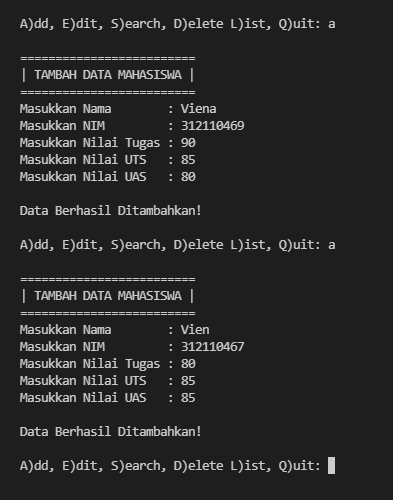 A)dd, E)dit, S)earch, D)elete L)ist, Q)uit: a
=========================
| TAMBAH DATA MAHASISWA |
=========================
Masukkan Nama        : Viena
Masukkan NIM         : 312110469
Masukkan Nilai Tugas : 90
Masukkan Nilai UTS   : 85
Masukkan Nilai UAS   : 80
Data Berhasil Ditambahkan!
A)dd, E)dit, S)earch, D)elete L)ist, Q)uit: a
=========================
| TAMBAH DATA MAHASISWA |
=========================
Masukkan Nama        : Vien
Masukkan NIM         : 312110467
Masukkan Nilai Tugas : 80
Masukkan Nilai UTS   : 85
Masukkan Nilai UAS   : 85
Data Berhasil Ditambahkan!
A)dd, E)dit, S)earch, D)elete L)ist, Q)uit: